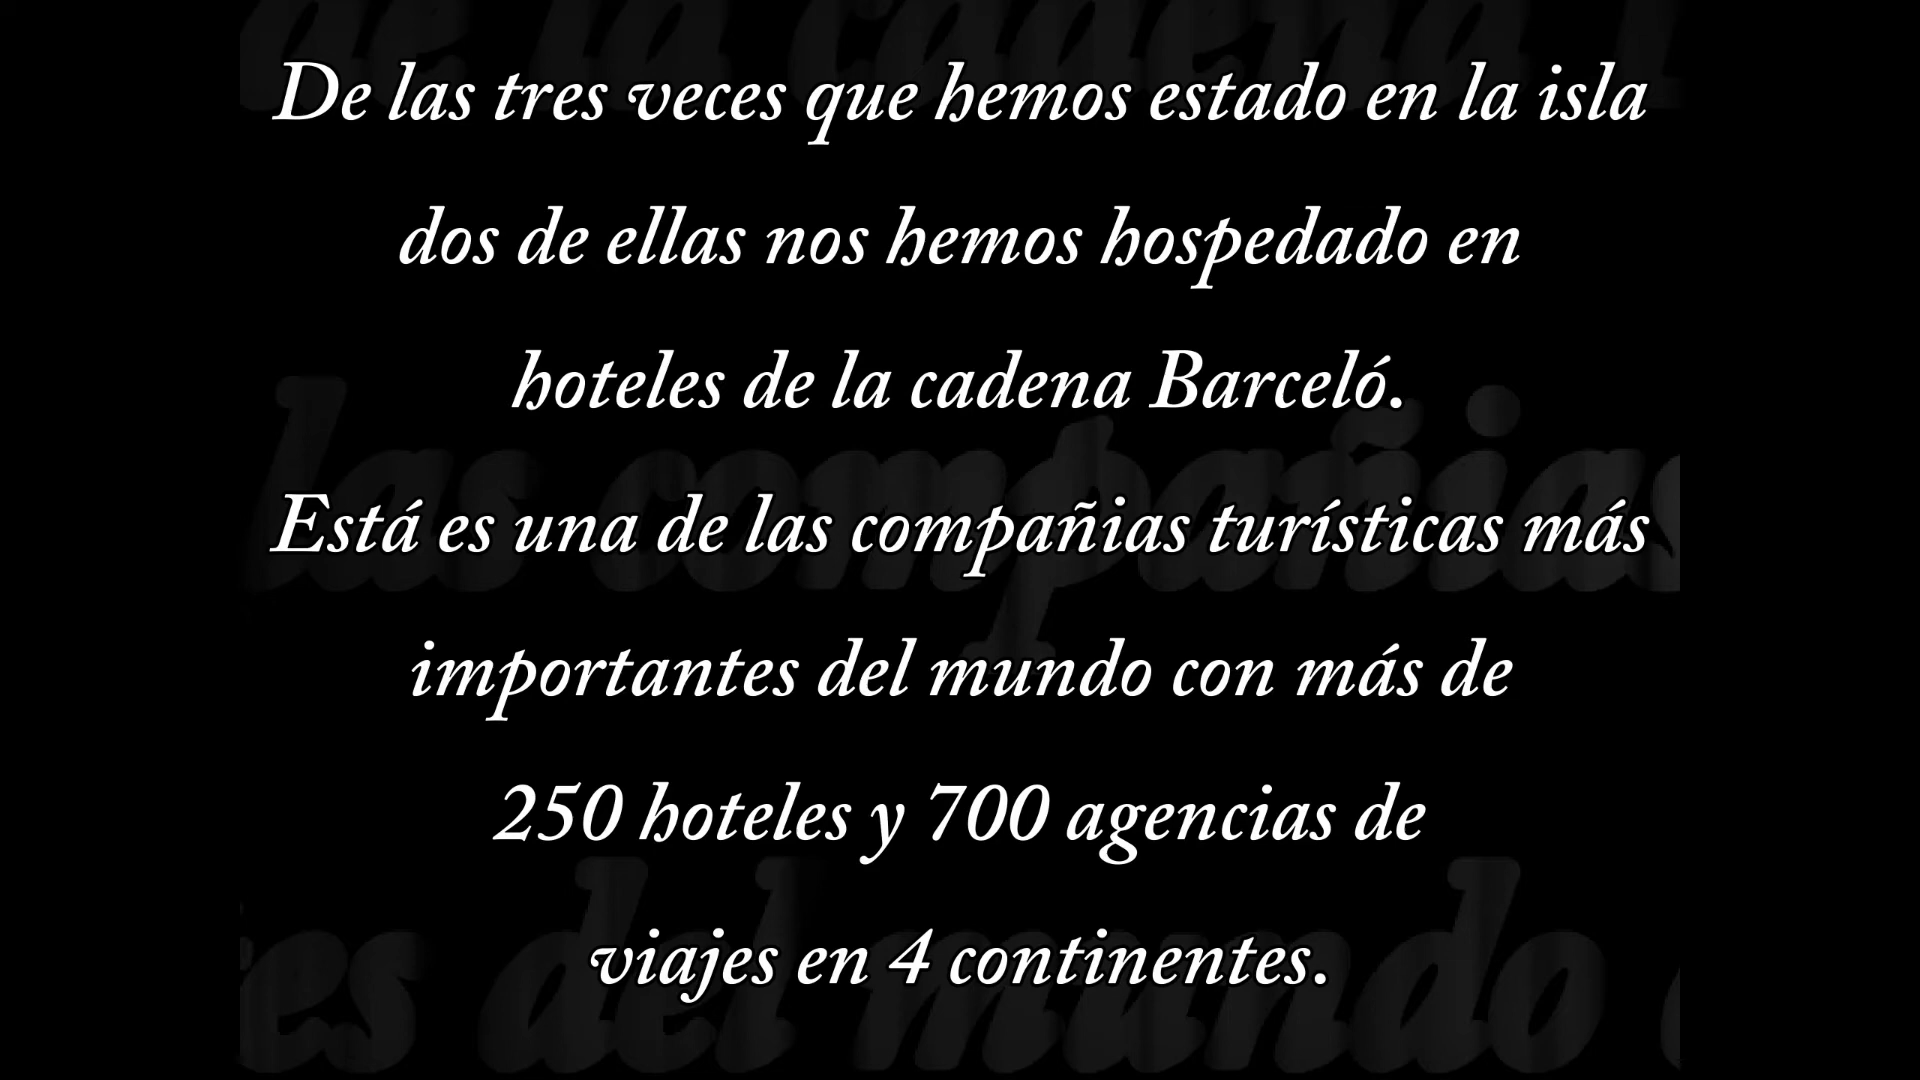 De las tres veces que hemos estado en la isla
dos de ellas nos hemos hospedado en
hoteles de la cadena Barceló.
Está es una de las compañias turísticas más
importantes del mundo con más de
250 hoteles y 700 agencias de
viajes en 4 continentes.